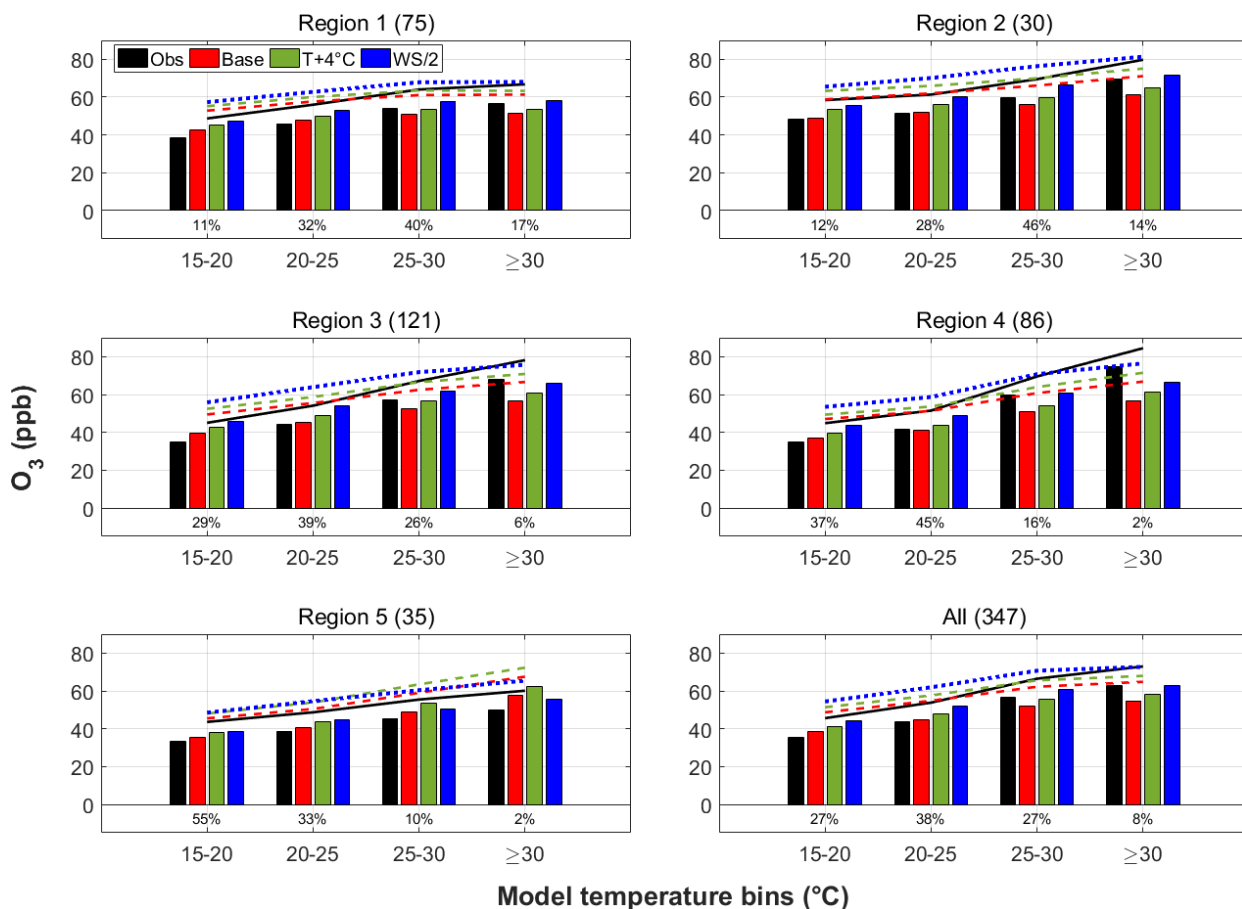 Region 1 (75)
Obs Base T+4°C WS/2
80
60
40
20
0
11% 32% 40% 17%
15-20 20-25 25-30 ≥30
Region 2 (30)
80
60
40
20
0
12% 28% 46% 14%
15-20 20-25 25-30 ≥30
Region 3 (121)
80
60
40
20
0
29% 39% 26% 6%
15-20 20-25 25-30 ≥30
Region 4 (86)
80
60
40
20
0
37% 45% 16% 2%
15-20 20-25 25-30 ≥30
O₃ (ppb)
Region 5 (35)
80
60
40
20
0
55% 33% 10% 2%
15-20 20-25 25-30 ≥30
All (347)
80
60
40
20
0
27% 38% 27% 8%
15-20 20-25 25-30 ≥30
Model temperature bins (°C)